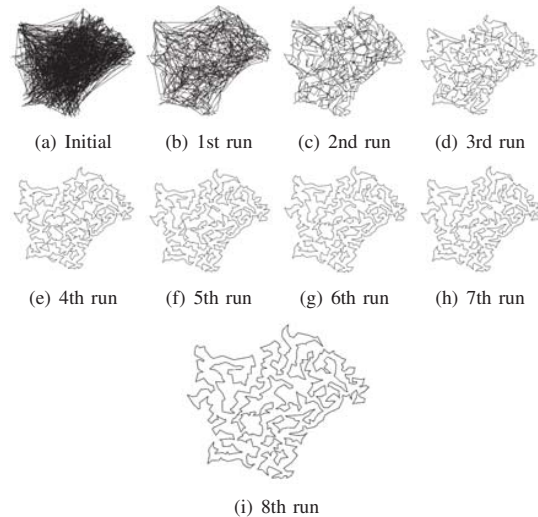 (a) Initial
(b) 1st run
(c) 2nd run
(d) 3rd run
(e) 4th run
(f) 5th run
(g) 6th run
(h) 7th run
(i) 8th run